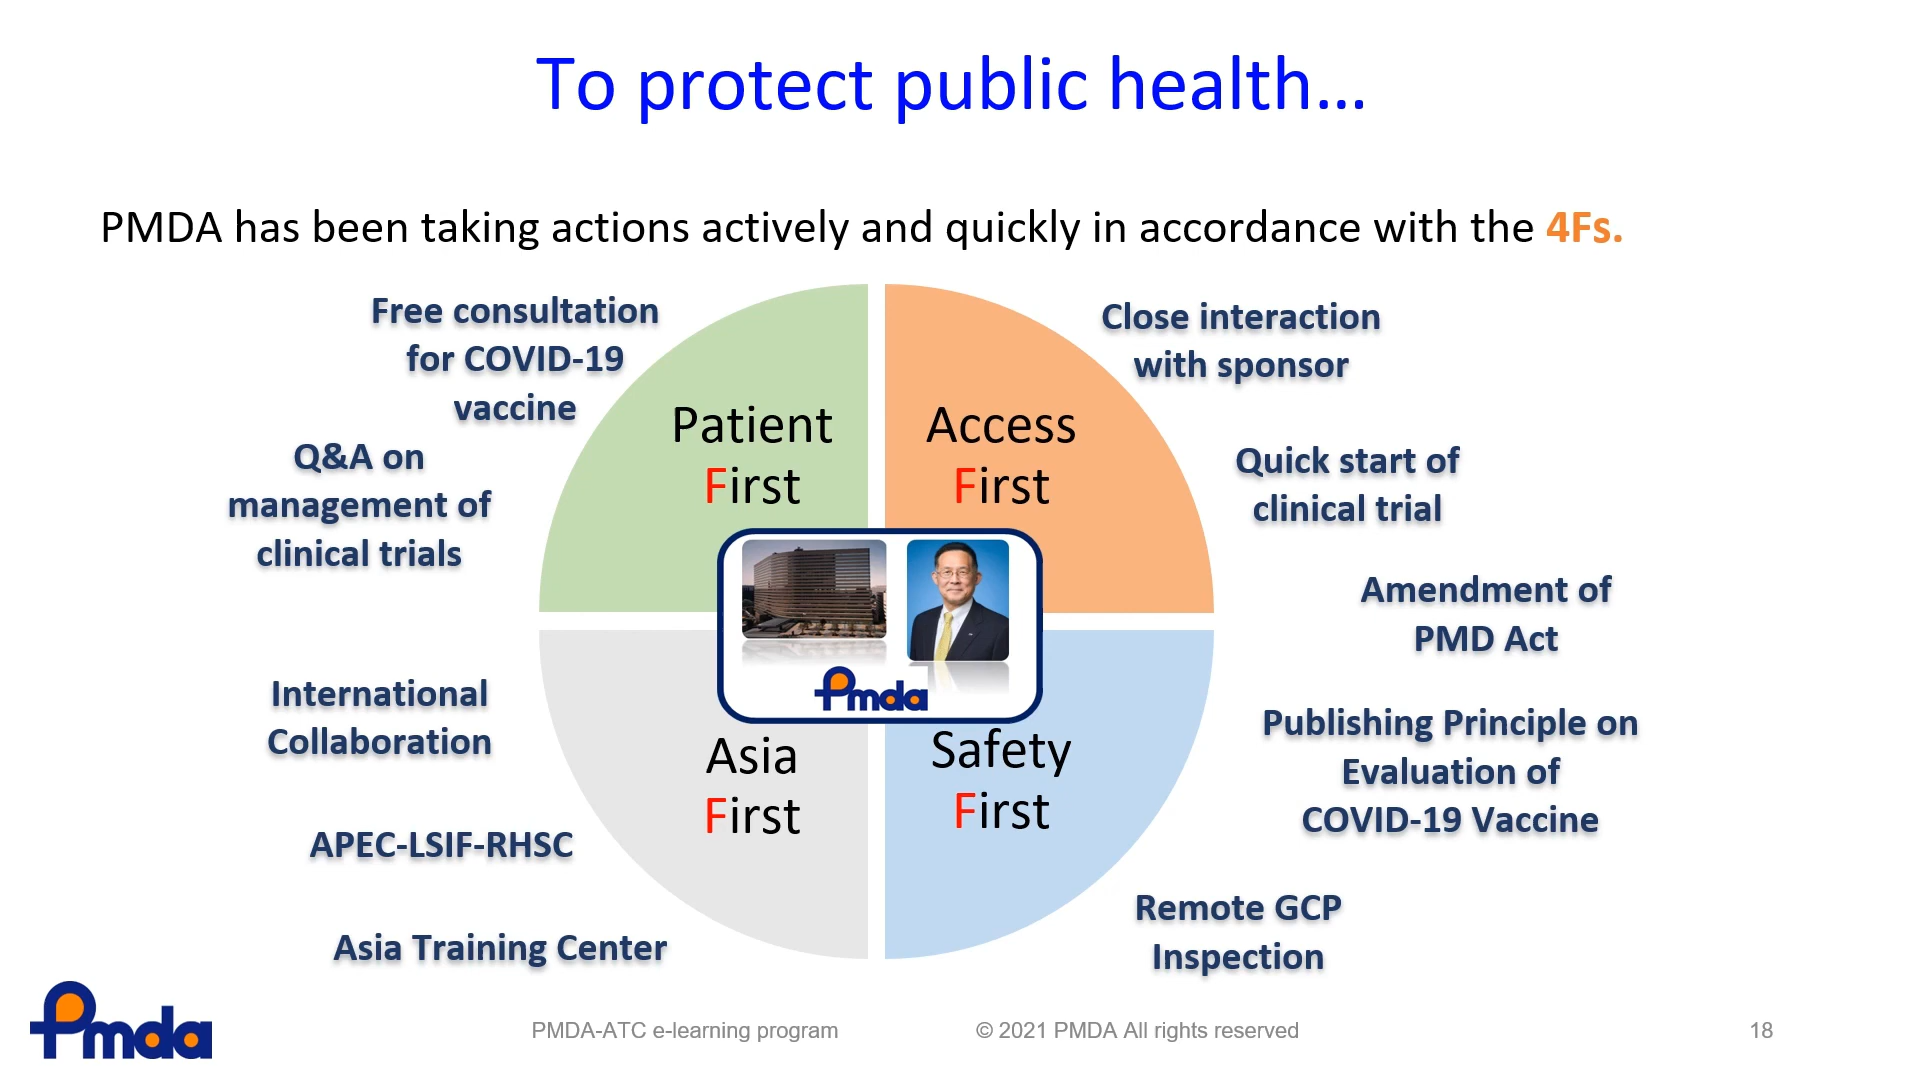 To protect public health…
PMDA has been taking actions actively and quickly in accordance with the 4Fs.
Free consultation
for COVID-19
vaccine
Q&A on
management of
clinical trials
Patient
First
Access
First
Close interaction
with sponsor
Quick start of
clinical trial
Amendment of
PMD Act
Pmda
International
Collaboration
APEC-LSIF-RHSC
Asia Training Center
Asia
First
Safety
First
Publishing Principle on
Evaluation of
COVID-19 Vaccine
Remote GCP
Inspection
Pmda
PMDA-ATC e-learning program
© 2021 PMDA All rights reserved
18